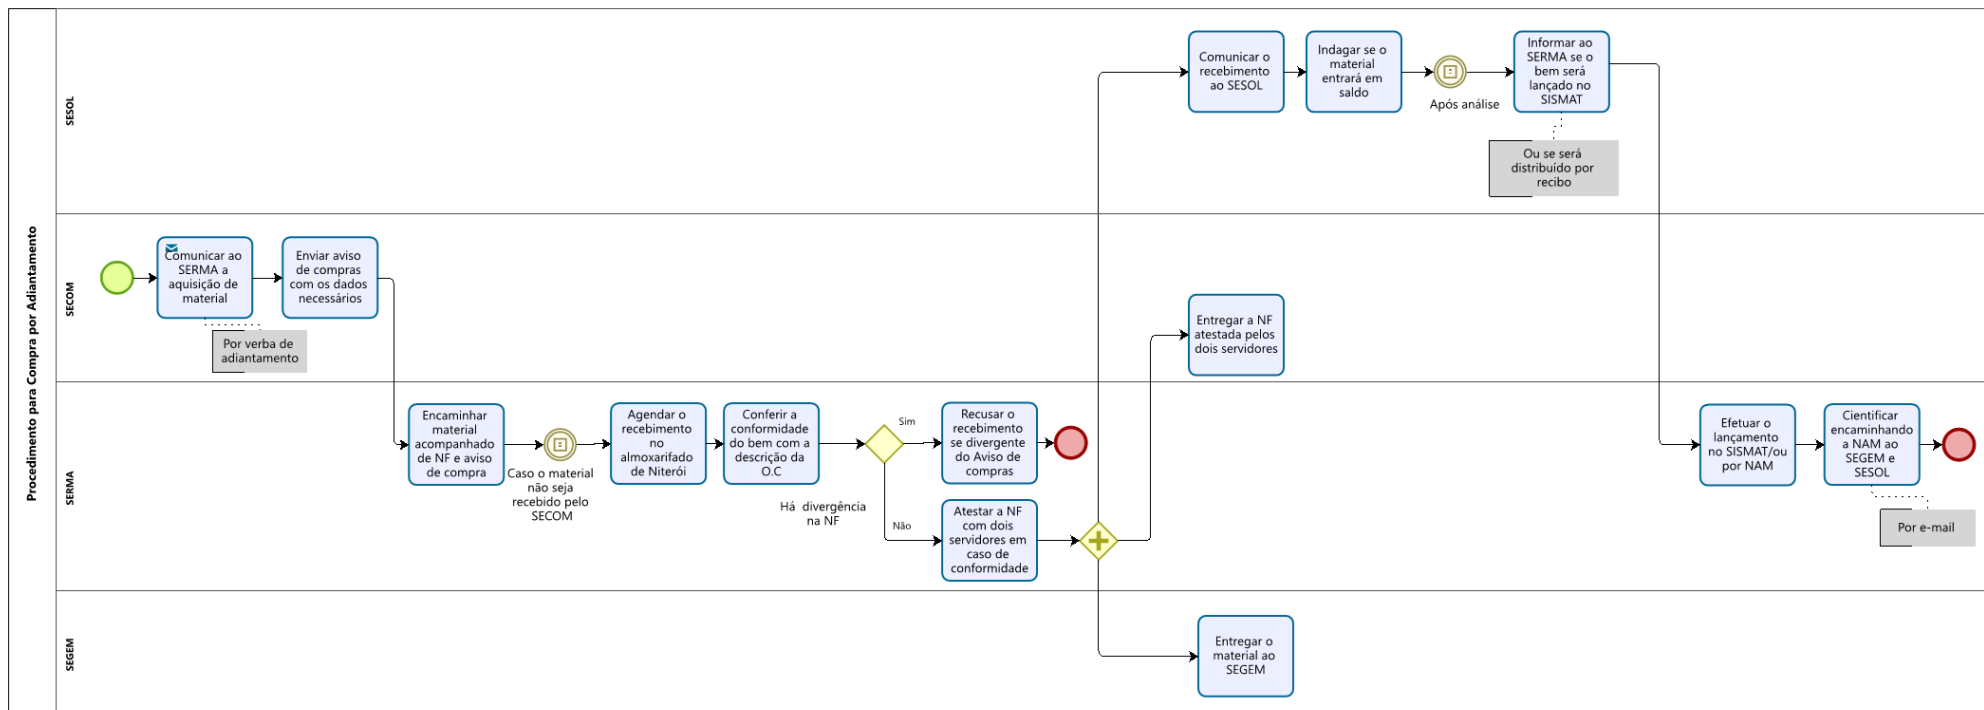 Procedimento para Compra por Adiantamento
SESOL
Comunicar o
recebimento
ao SESOL
Indagar se o
material
entrará em
saldo
Após análise
Informar ao
SERMA se o
bem será
lançado no
SISMAT
Ou se será
distribuído por
recibo
SECOM
Comunicar ao
SERMA a
aquisição de
material
Por verba de
adiantamento
Enviar aviso
de compras
com os dados
necessários
Entregar a NF
atestada pelos
dois servidores
SERMA
Encaminhar
material
acompanhado
de NF e aviso
de compra
Caso o material
não seja
recebido pelo
SECOM
Agendar o
recebimento
no
almoxarifado
de Niterói
Conferir a
conformidade
do bem com a
descrição da
O.C
Há  divergência
na NF
Sim
Não
Recusar o
recebimento
se divergente
do Aviso de
compras
Atestar a NF
com dois
servidores em
caso de
conformidade
Efetuar o
lançamento
no SISMAT/ou
por NAM
Cientificar
encaminhando
a NAM ao
SEGEM e
SESOL
Por e-mail
SEGEM
Entregar o
material ao
SEGEM